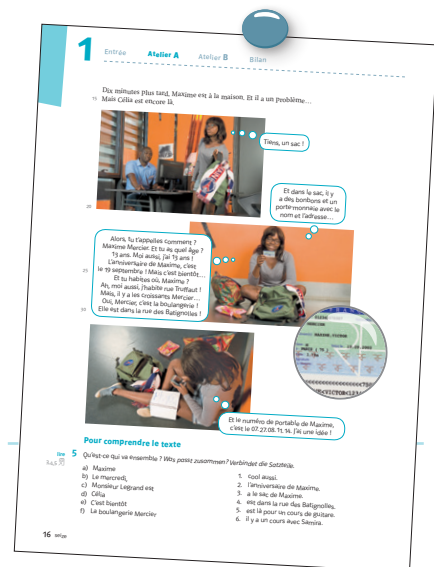 1 Entrée Atelier A Atelier B Bilan
Dix minutes plus tard, Maxime est à la maison. Et il a un problème…
15 Mais Célia est encore là.
Tiens, un sac !
Et dans le sac, il y
a des bonbons et un
porte-monnaie avec le
nom et l'adresse…
20
Alors, tu t'appelles comment ?
Maxime Mercier. Et tu as quel âge ?
13 ans. Moi aussi, j'ai 13 ans !
L'anniversaire de Maxime, c'est
25 le 19 septembre ! Mais c'est bientôt…
Et tu habites où, Maxime ?
Ah, moi aussi, j'habite rue Truffaut !
Mais, il y a les croissants Mercier…
Oui, Mercier, c'est la boulangerie !
30 Elle est dans la rue des Batignolles !
Et le numéro de portable de Maxime,
c'est le 07.27.08.11.14. J'ai une idée !
Pour comprendre le texte
lire 5 Qu'est-ce qui va ensemble ? Was passt zusammen? Verbindet die Satzteile.
a) Maxime
b) Le mercredi,
c) Monsieur Legrand est
d) Célia
e) C'est bientôt
f) La boulangerie Mercier
1. cool aussi.
2. l'anniversaire de Maxime.
3. a le sac de Maxime.
4. est dans la rue des Batignolles.
5. est là pour un cours de guitare.
6. il y a un cours avec Samira.
16 seize